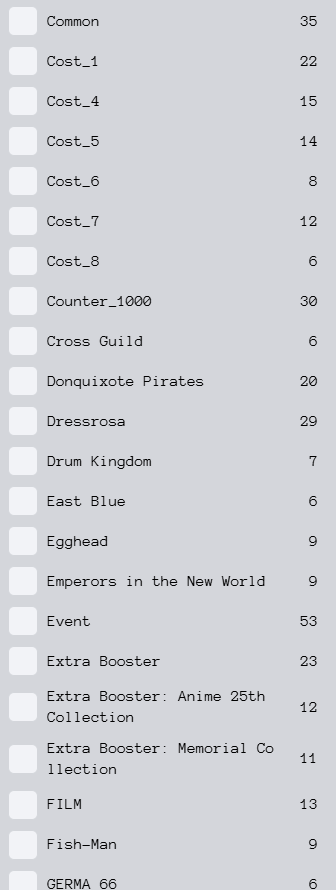 Common 35
Cost_1 22
Cost_4 15
Cost_5 14
Cost_6 8
Cost_7 12
Cost_8 6
Counter_1000 30
Cross Guild 6
Donquixote Pirates 20
Dressrosa 29
Drum Kingdom 7
East Blue 6
Egghead 9
Emperors in the New World 9
Event 53
Extra Booster 23
Extra Booster: Anime 25th
Collection 12
Extra Booster: Memorial Co
llection 11
FILM 13
Fish-Man 9
GERMA 66 6